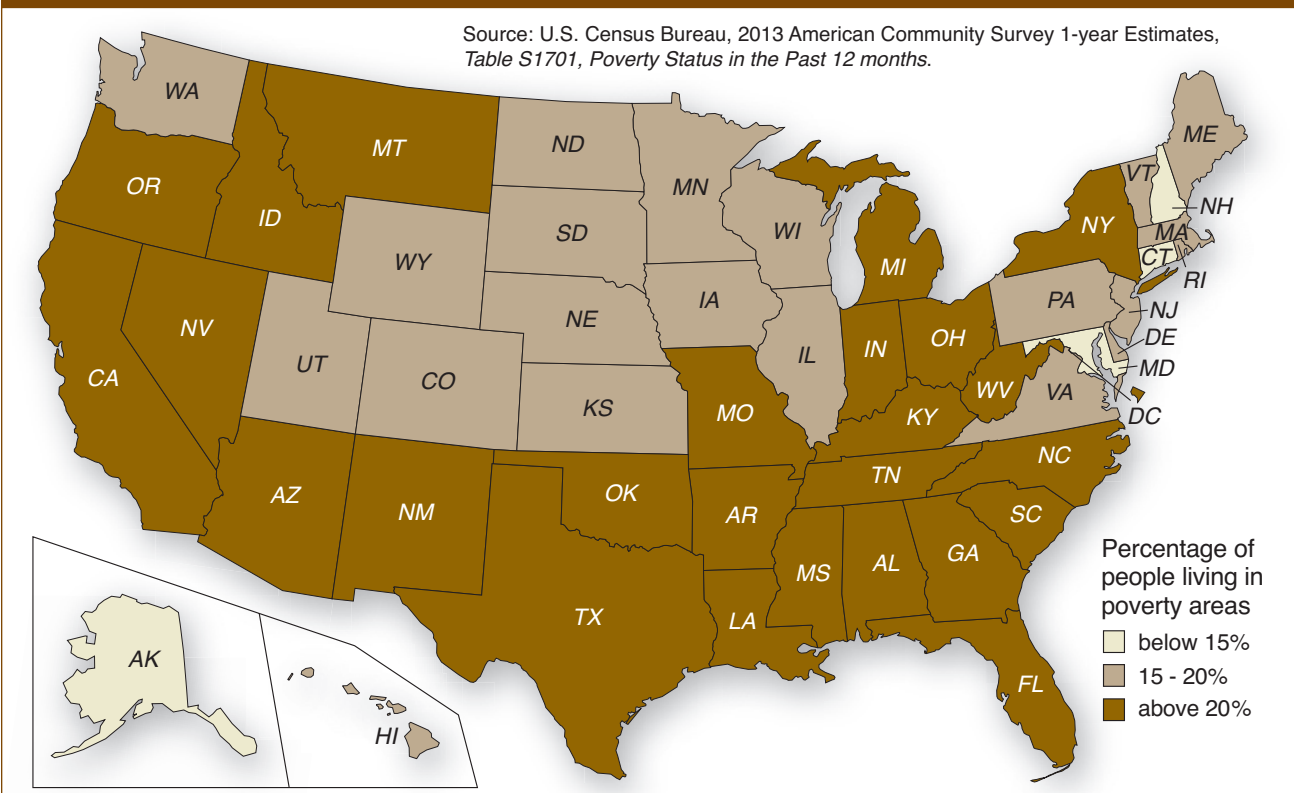 Source: U.S. Census Bureau, 2013 American Community Survey 1-year Estimates,
Table S1701, Poverty Status in the Past 12 months.
WA
MT
ND
MN
ME
VT
OR
ID
SD
WI
NH
NY
MA
WY
MI
CT
RI
NE
IA
PA
NJ
NV
UT
CO
IL
IN
OH
DE
MD
CA
KS
MO
WV
VA
DC
KY
AZ
NM
OK
AR
TN
NC
SC
MS
AL
GA
TX
LA
FL
AK
HI
Percentage of
people living in
poverty areas
below 15%
15 - 20%
above 20%